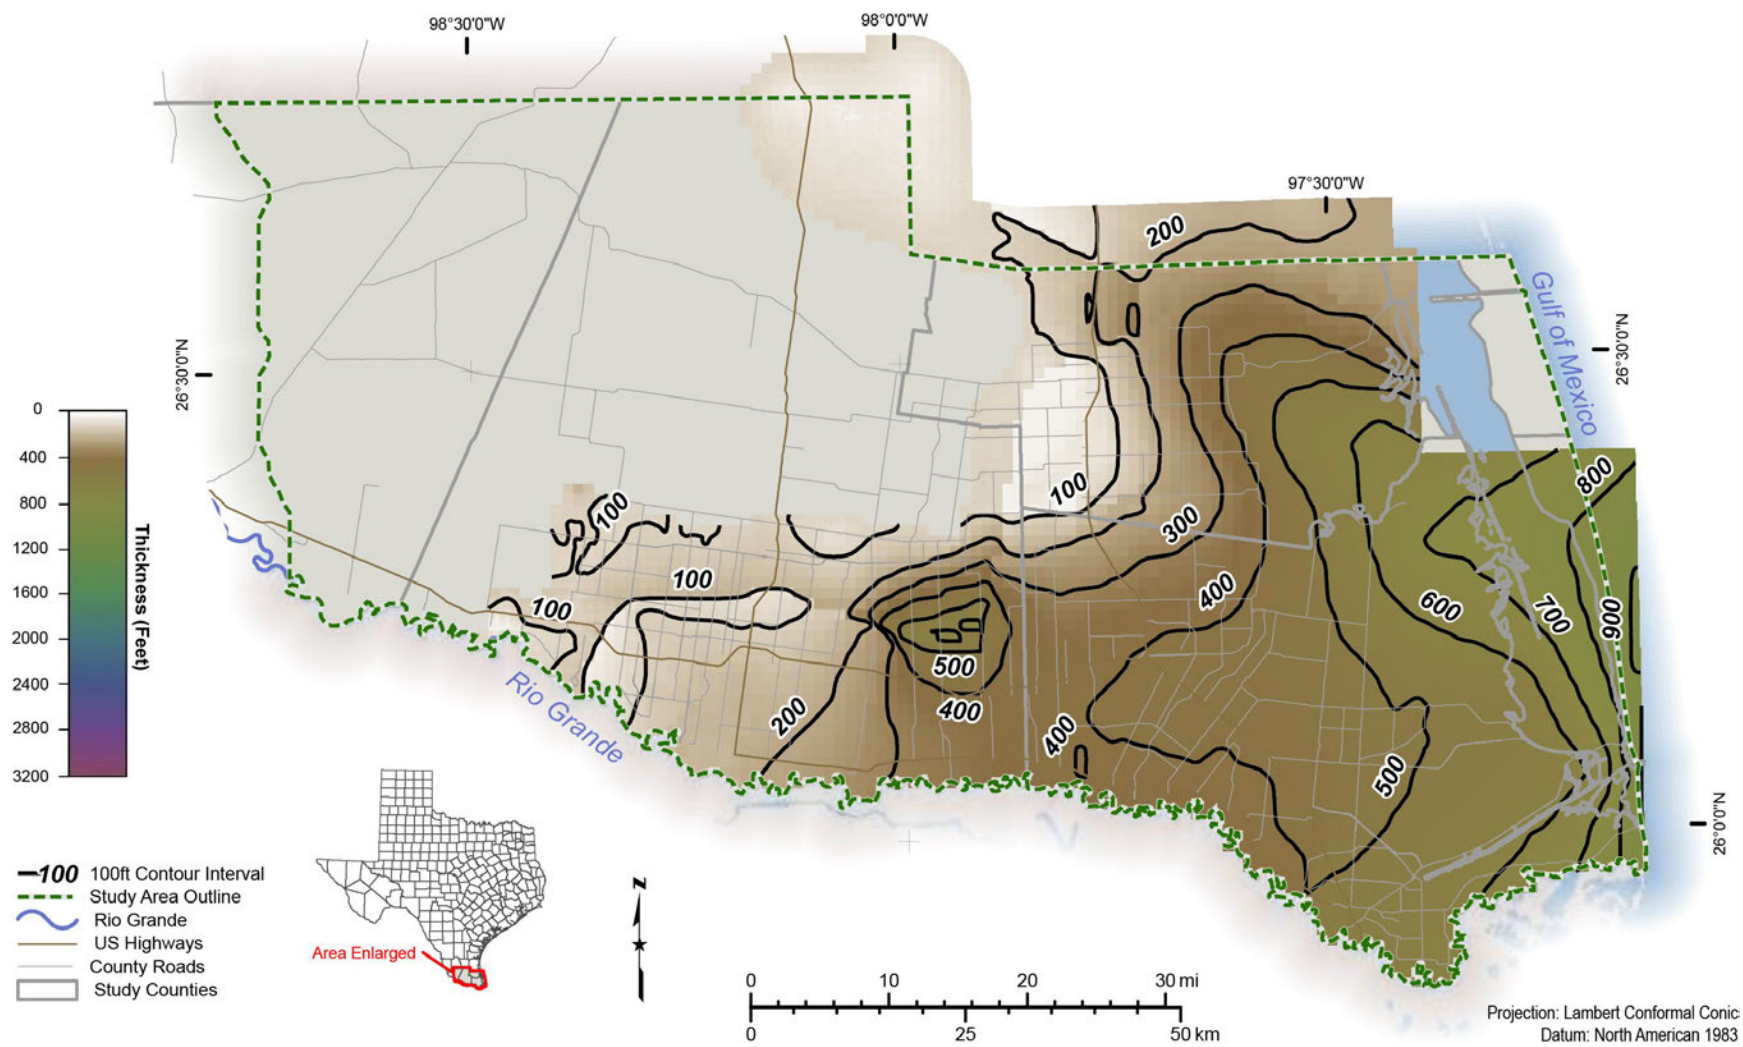 98°30'0"W
98°0'0"W
97°30'0"W
200
Gulf of Mexico
26°30'0"N
26°30'0"N
0
400
800
1200
1600
2000
2400
2800
3200
Thickness (Feet)
800
100
100
300
100
100
400
600
700
900
500
400
200
400
500
Rio Grande
26°0'0"N
100 100ft Contour Interval
Study Area Outline
Rio Grande
US Highways
County Roads
Study Counties
Area Enlarged
N
0 10 20 30 mi
0 25 50 km
Projection: Lambert Conformal Conic
Datum: North American 1983